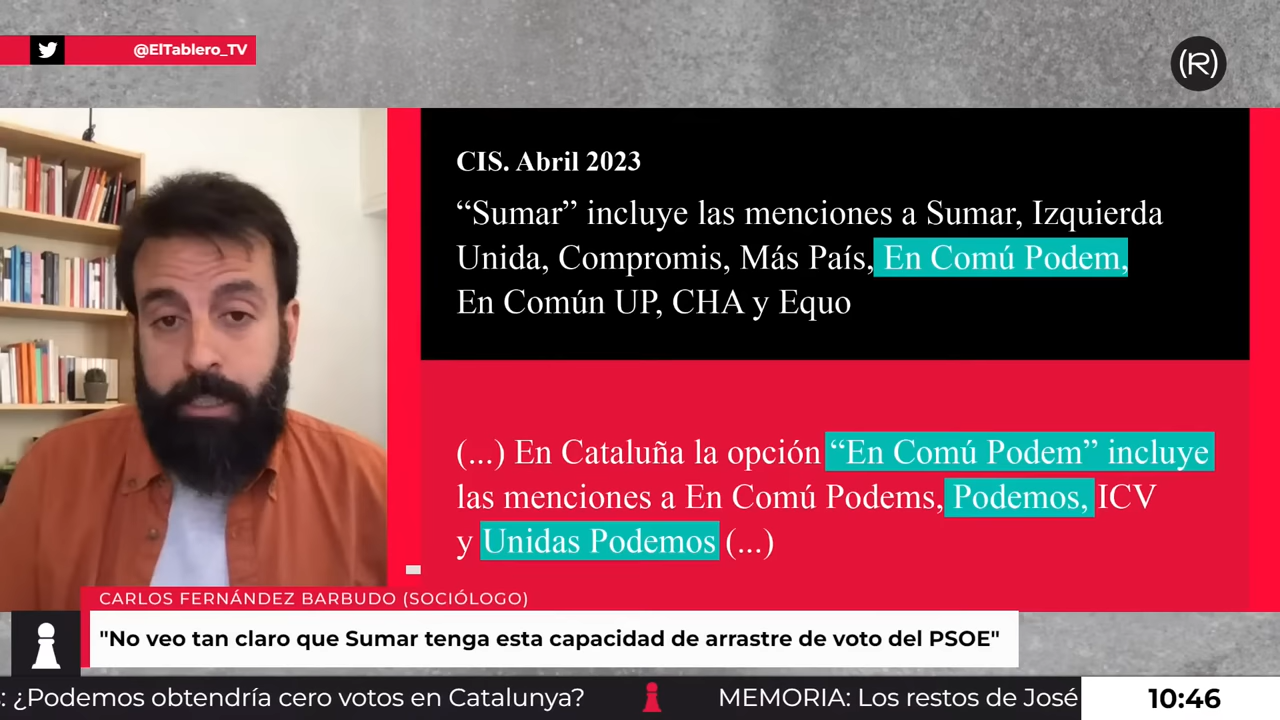 @ElTablero_TV
(R)
CIS. Abril 2023
“Sumar” incluye las menciones a Sumar, Izquierda
Unida, Compromis, Más País, En Comú Podem,
En Común UP, CHA y Equo
(...) En Cataluña la opción “En Comú Podem” incluye
las menciones a En Comú Podems, Podemos, ICV
y Unidas Podemos (...)
CARLOS FERNÁNDEZ BARBUDO (SOCIÓLOGO)
"No veo tan claro que Sumar tenga esta capacidad de arrastre de voto del PSOE"
: ¿Podemos obtendría cero votos en Catalunya? MEMORIA: Los restos de José
10:46